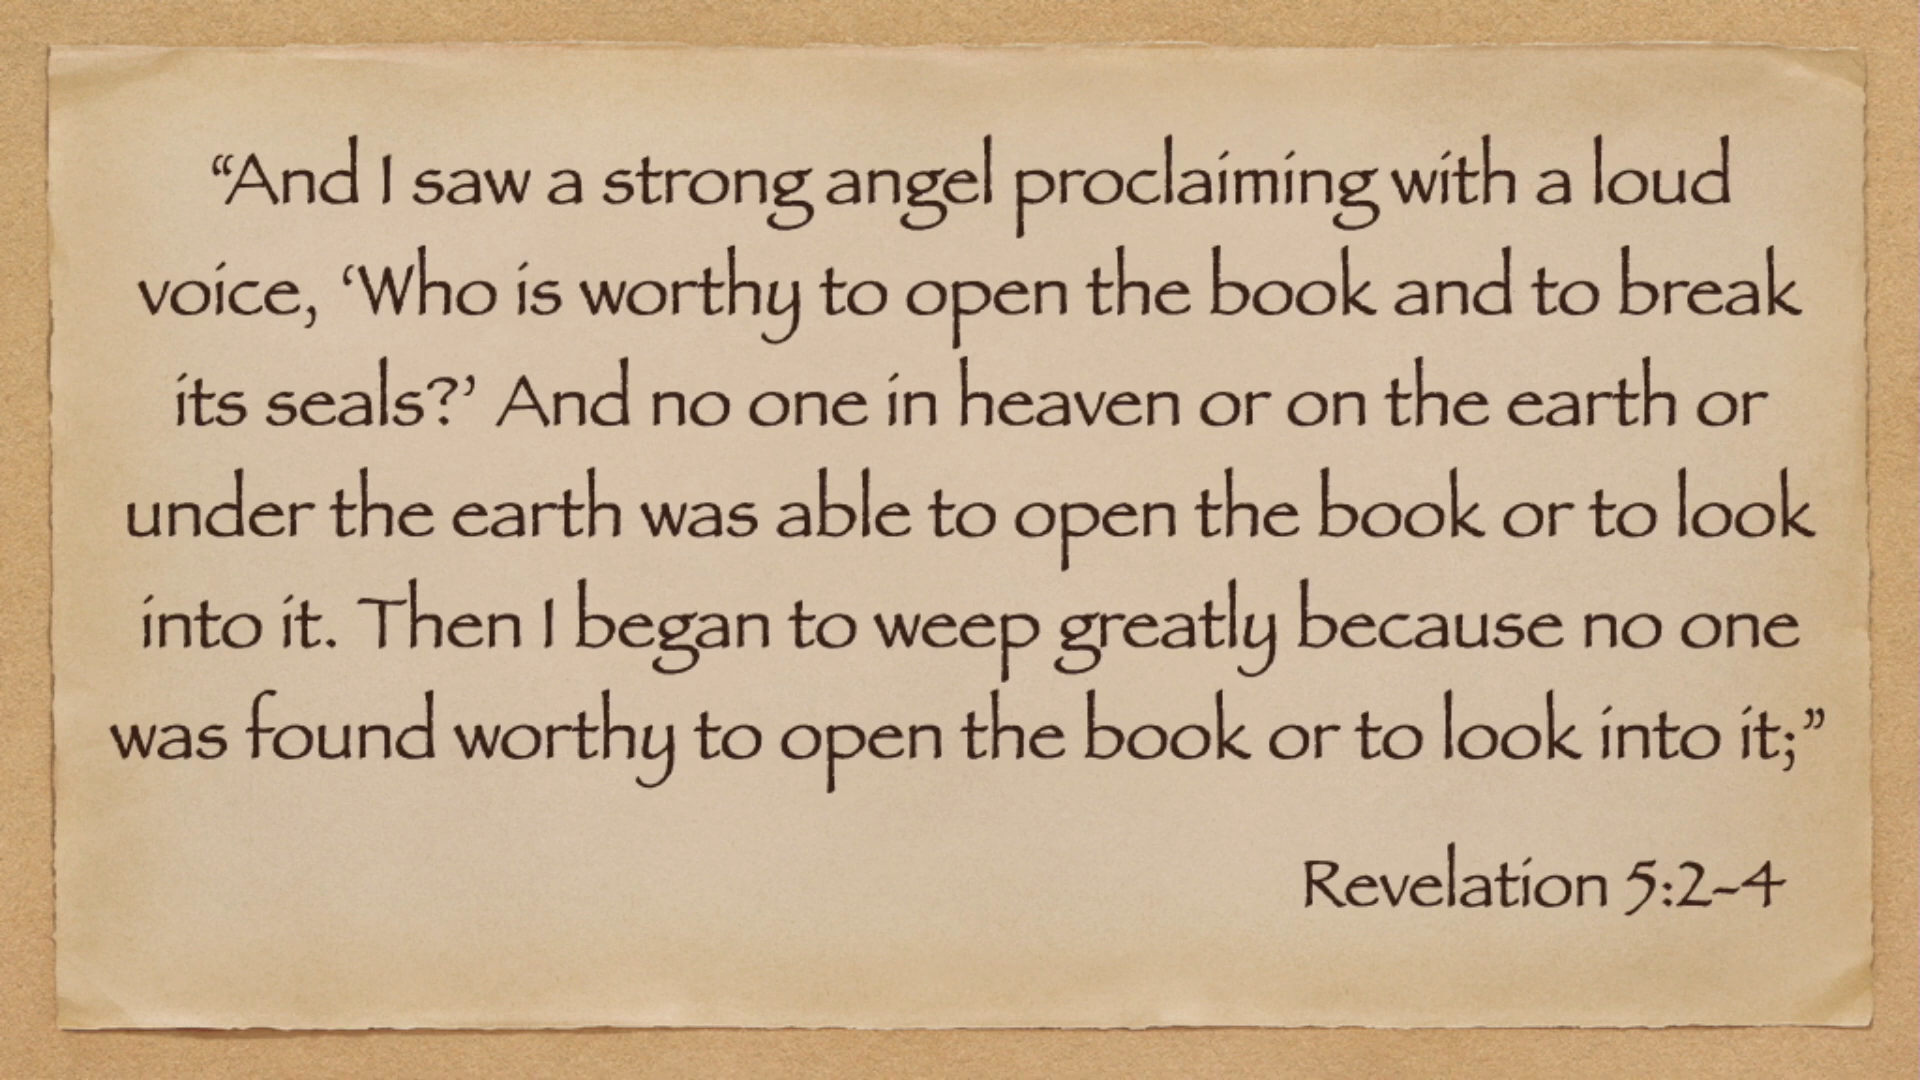 “And I saw a strong angel proclaiming with a loud
voice, ‘Who is worthy to open the book and to break
its seals?’ And no one in heaven or on the earth or
under the earth was able to open the book or to look
into it. Then I began to weep greatly because no one
was found worthy to open the book or to look into it;”
Revelation 5:2-4